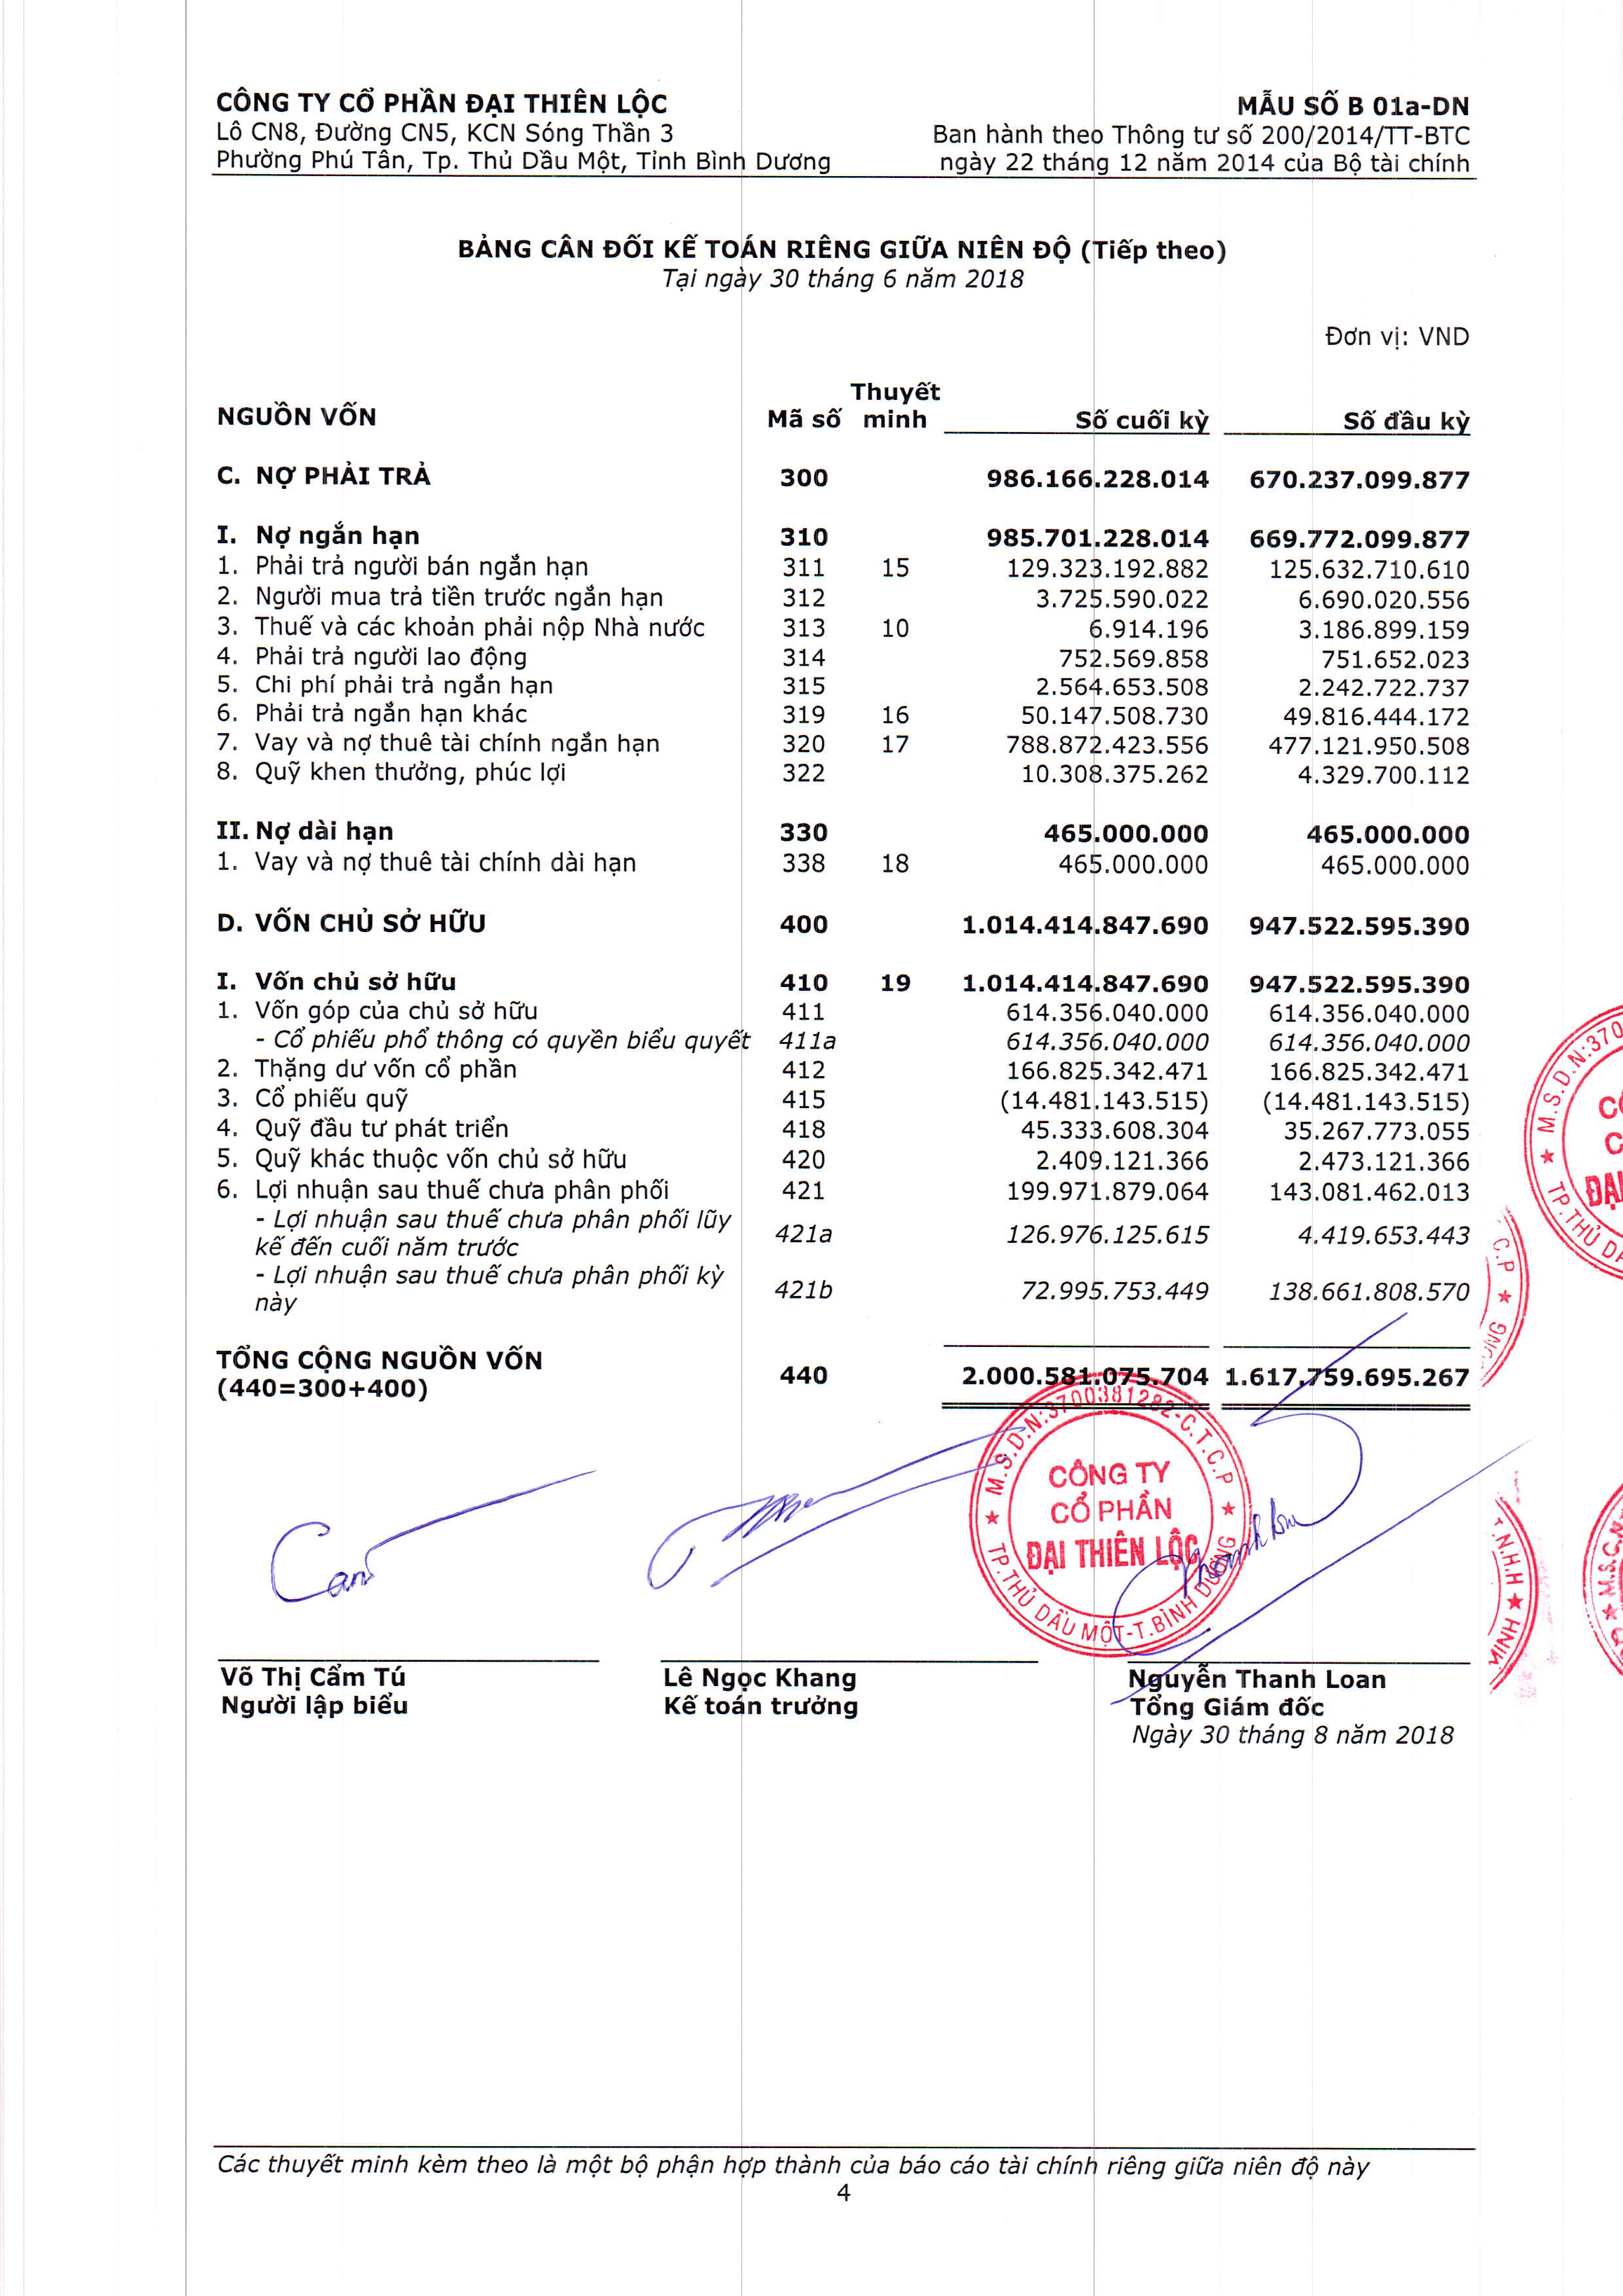 CÔNG TY CỔ PHẦN ĐẠI THIÊN LỘC
Lô CN8, Đường CN5, KCN Sóng Thần 3
Phường Phú Tân, Tp. Thủ Dầu Một, Tỉnh Bình Dương
MẪU SỐ B 01a-DN
Ban hành theo Thông tư số 200/2014/TT-BTC
ngày 22 tháng 12 năm 2014 của Bộ tài chính
BẢNG CÂN ĐỐI KẾ TOÁN RIÊNG GIỮA NIÊN ĐỘ (Tiếp theo)
Tại ngày 30 tháng 6 năm 2018
Đơn vị: VND
NGUỒN VỐN Mã số Thuyết minh Số cuối kỳ Số đầu kỳ
C. NỢ PHẢI TRẢ 300 986.166.228.014 670.237.099.877
I. Nợ ngắn hạn 310 985.701.228.014 669.772.099.877
1. Phải trả người bán ngắn hạn 311 15 129.323.192.882 125.632.710.610
2. Người mua trả tiền trước ngắn hạn 312 3.725.590.022 6.690.020.556
3. Thuế và các khoản phải nộp Nhà nước 313 10 6.914.196 3.186.899.159
4. Phải trả người lao động 314 752.569.858 751.652.023
5. Chi phí phải trả ngắn hạn 315 2.564.653.508 2.242.722.737
6. Phải trả ngắn hạn khác 319 16 50.147.508.730 49.816.444.172
7. Vay và nợ thuê tài chính ngắn hạn 320 17 788.872.423.556 477.121.950.508
8. Quỹ khen thưởng, phúc lợi 322 10.308.375.262 4.329.700.112
II. Nợ dài hạn 330 465.000.000 465.000.000
1. Vay và nợ thuê tài chính dài hạn 338 18 465.000.000 465.000.000
D. VỐN CHỦ SỞ HỮU 400 1.014.414.847.690 947.522.595.390
I. Vốn chủ sở hữu 410 19 1.014.414.847.690 947.522.595.390
1. Vốn góp của chủ sở hữu 411 614.356.040.000 614.356.040.000
- Cổ phiếu phổ thông có quyền biểu quyết 411a 614.356.040.000 614.356.040.000
2. Thặng dư vốn cổ phần 412 166.825.342.471 166.825.342.471
3. Cổ phiếu quỹ 415 (14.481.143.515) (14.481.143.515)
4. Quỹ đầu tư phát triển 418 45.333.608.304 35.267.773.055
5. Quỹ khác thuộc vốn chủ sở hữu 420 2.409.121.366 2.473.121.366
6. Lợi nhuận sau thuế chưa phân phối 421 199.971.879.064 143.081.462.013
- Lợi nhuận sau thuế chưa phân phối lũy
kế đến cuối năm trước 421a 126.976.125.615 4.419.653.443
- Lợi nhuận sau thuế chưa phân phối kỳ
này 421b 72.995.753.449 138.661.808.570
TỔNG CỘNG NGUỒN VỐN
(440=300+400) 440 2.000.581.075.704 1.617.759.695.267
M.S.D.N:3700381282-C.T.C.P
CÔNG TY
CỔ PHẦN
ĐẠI THIÊN LỘC
TP.THỦ DẦU MỘT-T.BÌNH DƯƠNG
Võ Thị Cẩm Tú
Người lập biểu
Lê Ngọc Khang
Kế toán trưởng
Nguyễn Thanh Loan
Tổng Giám đốc
Ngày 30 tháng 8 năm 2018
Các thuyết minh kèm theo là một bộ phận hợp thành của báo cáo tài chính riêng giữa niên độ này
4